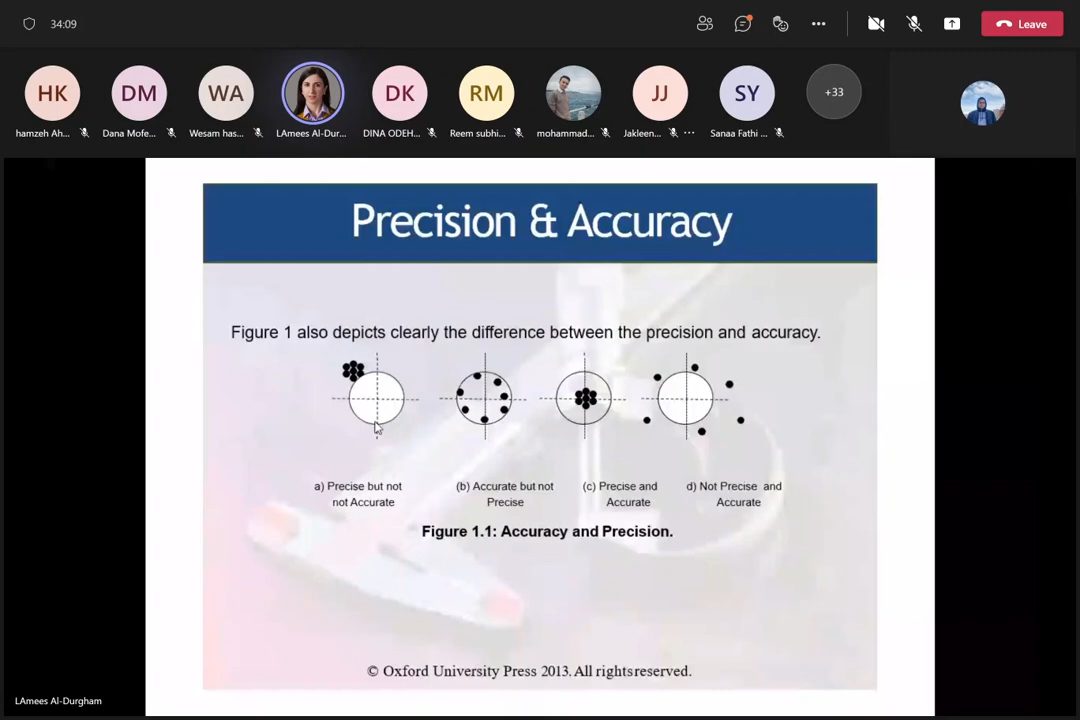 34:09
Leave
HK
DM
WA
DK
RM
JJ
SY
+33
hamzeh Ah...
Dana Mofe...
Wesam has...
LAmees Al-Dur...
DINA ODEH...
Reem subhi...
mohammad...
Jakleen...
Sanaa Fathi ...
Precision & Accuracy
Figure 1 also depicts clearly the difference between the precision and accuracy.
a) Precise but not
not Accurate
(b) Accurate but not
Precise
(c) Precise and
Accurate
d) Not Precise and
Accurate
Figure 1.1: Accuracy and Precision.
© Oxford University Press 2013. All rights reserved.
LAmees Al-Durgham